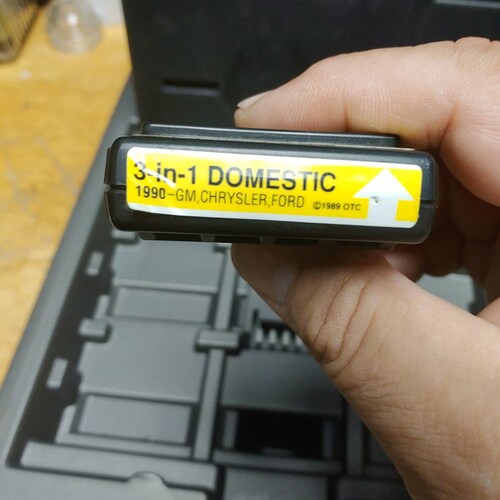 3-in-1 DOMESTIC
1990-GM,CHRYSLER,FORD ©1989 OTC